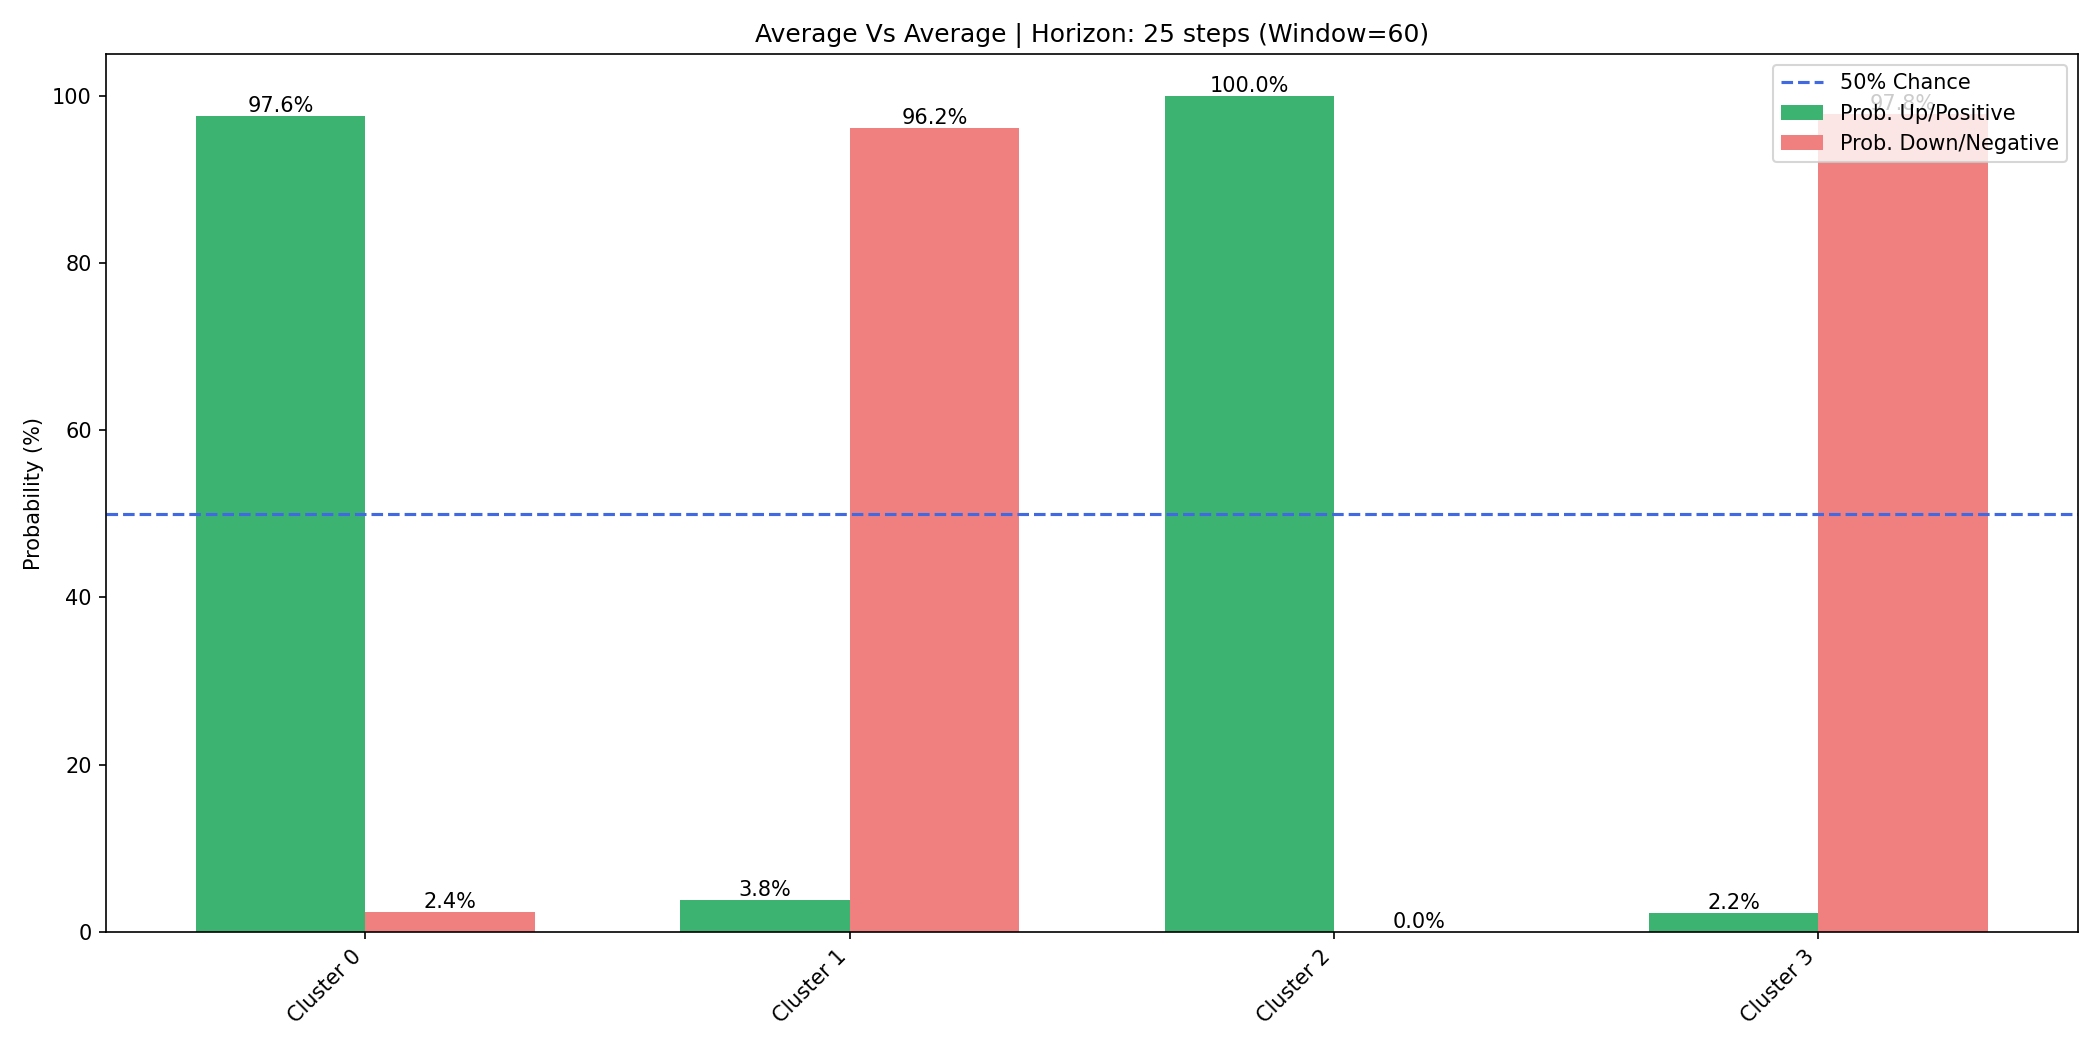 Average Vs Average | Horizon: 25 steps (Window=60)
50% Chance
Prob. Up/Positive
Prob. Down/Negative
97.6%
2.4%
3.8%
96.2%
100.0%
0.0%
2.2%
97.8%
Probability (%)
100
80
60
40
20
0
Cluster 0
Cluster 1
Cluster 2
Cluster 3